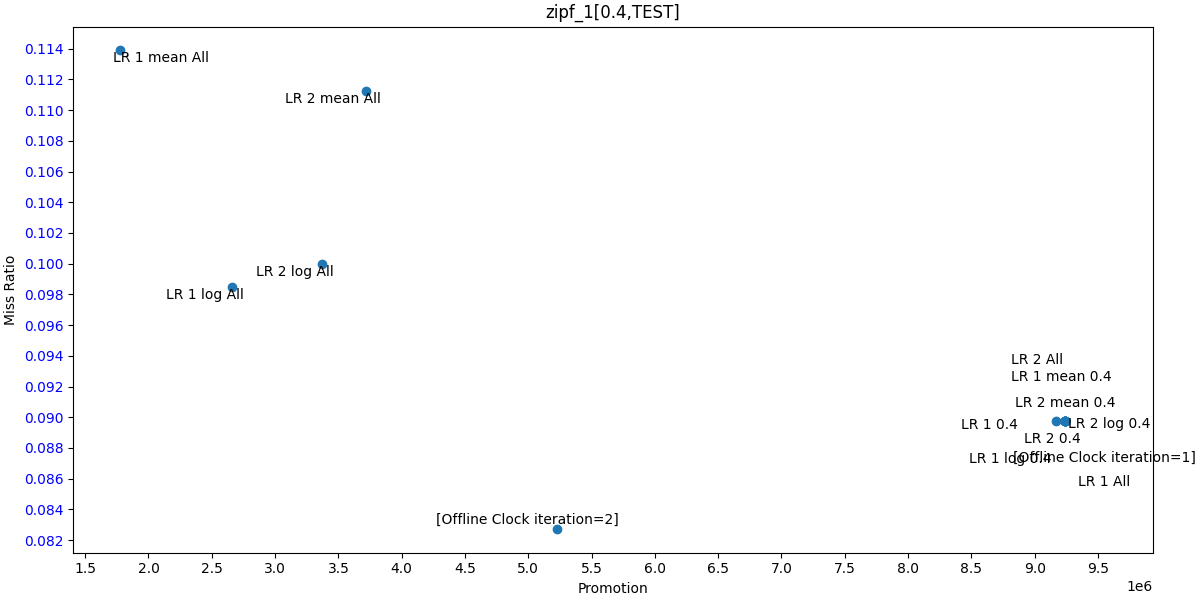 zipf_1[0.4,TEST]
0.114
LR 1 mean All
0.112
LR 2 mean All
0.110
0.108
0.106
0.104
0.102
0.100
LR 2 log All
0.098
LR 1 log All
0.096
0.094
LR 2 All
0.092
LR 1 mean 0.4
LR 2 mean 0.4
0.090
LR 1 0.4
LR 2 log 0.4
0.088
LR 2 0.4
LR 1 log 0.4
[Offline Clock iteration=1]
0.086
LR 1 All
0.084
[Offline Clock iteration=2]
0.082
Miss Ratio
1.5 2.0 2.5 3.0 3.5 4.0 4.5 5.0 5.5 6.0 6.5 7.0 7.5 8.0 8.5 9.0 9.5
Promotion
1e6